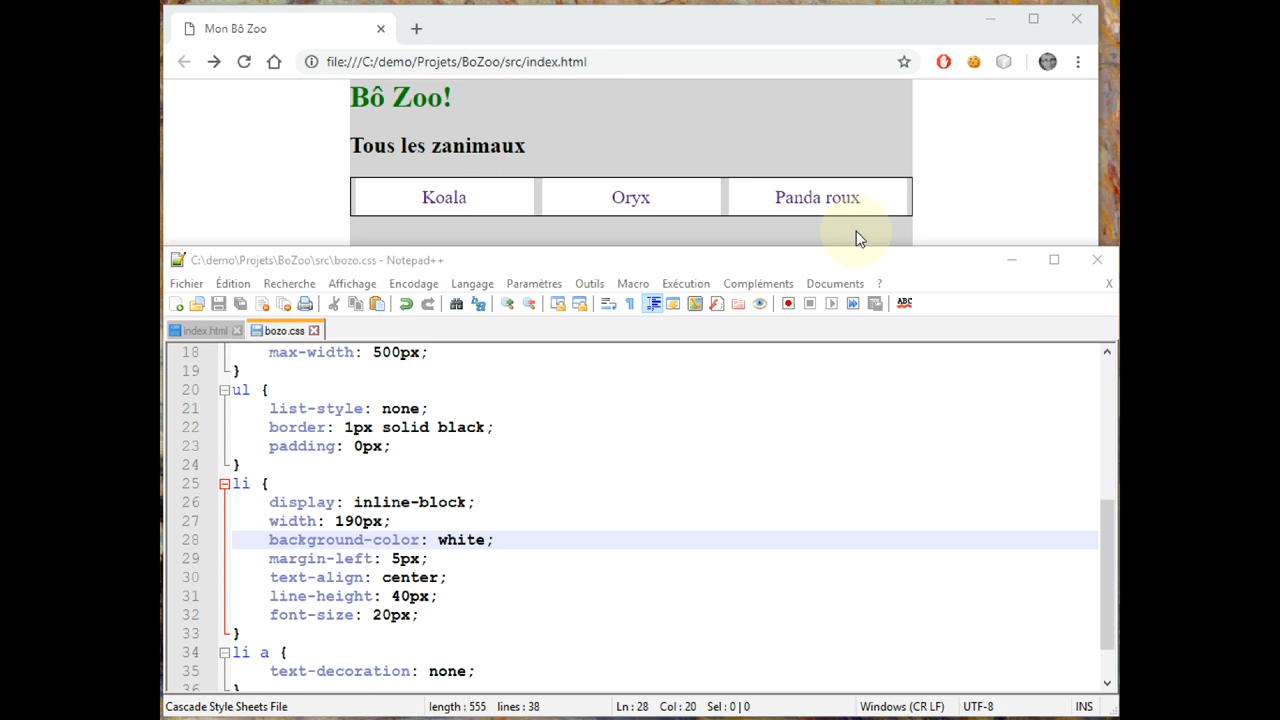 Mon Bô Zoo
file:///C:/demo/Projets/BoZoo/src/index.html
Bô Zoo!
Tous les zanimaux
Koala Oryx Panda roux
C:\demo\Projets\BoZoo\src\bozo.css - Notepad++
Fichier Édition Recherche Affichage Encodage Langage Paramètres Outils Macro Exécution Compléments Documents ? X
index.html bozo.css
18 max-width: 500px;
19 }
20 ul {
21 list-style: none;
22 border: 1px solid black;
23 padding: 0px;
24 }
25 li {
26 display: inline-block;
27 width: 190px;
28 background-color: white;
29 margin-left: 5px;
30 text-align: center;
31 line-height: 40px;
32 font-size: 20px;
33 }
34 li a {
35 text-decoration: none;
36 }
Cascade Style Sheets File length : 555 lines : 38 Ln : 28 Col : 20 Sel : 0 | 0 Windows (CR LF) UTF-8 INS